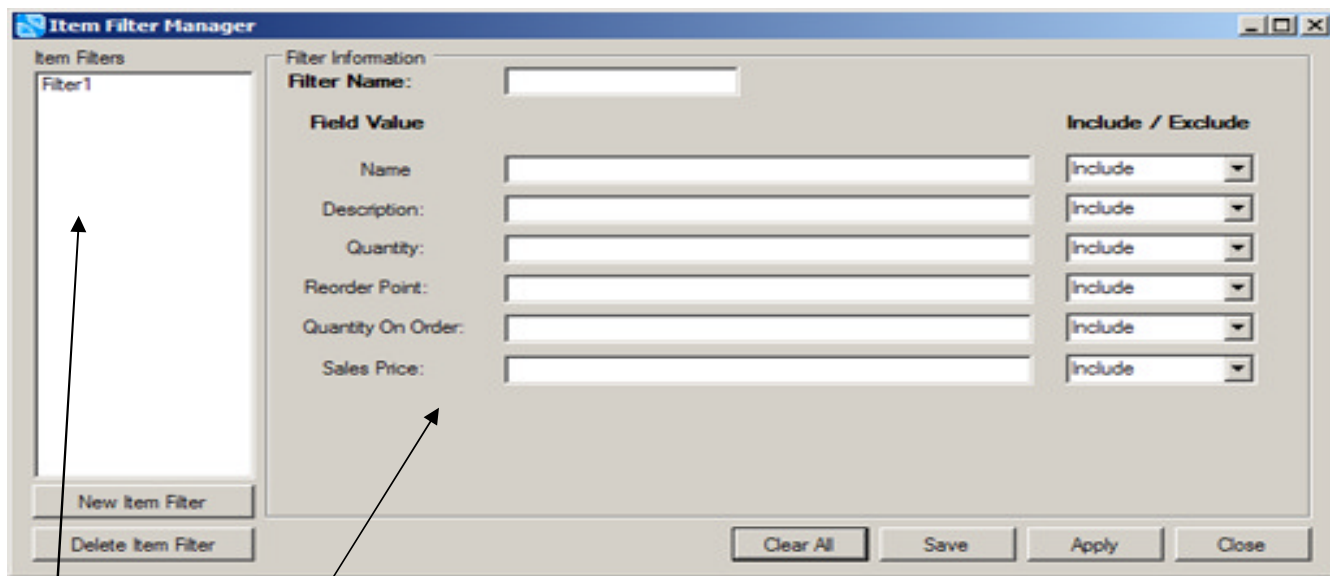 Item Filter Manager
Item Filters
Filter1
New Item Filter
Delete Item Filter
Filter Information
Filter Name:
Field Value
Include / Exclude
Name
Include
Description:
Include
Quantity:
Include
Reorder Point:
Include
Quantity On Order:
Include
Sales Price:
Include
Clear All
Save
Apply
Close